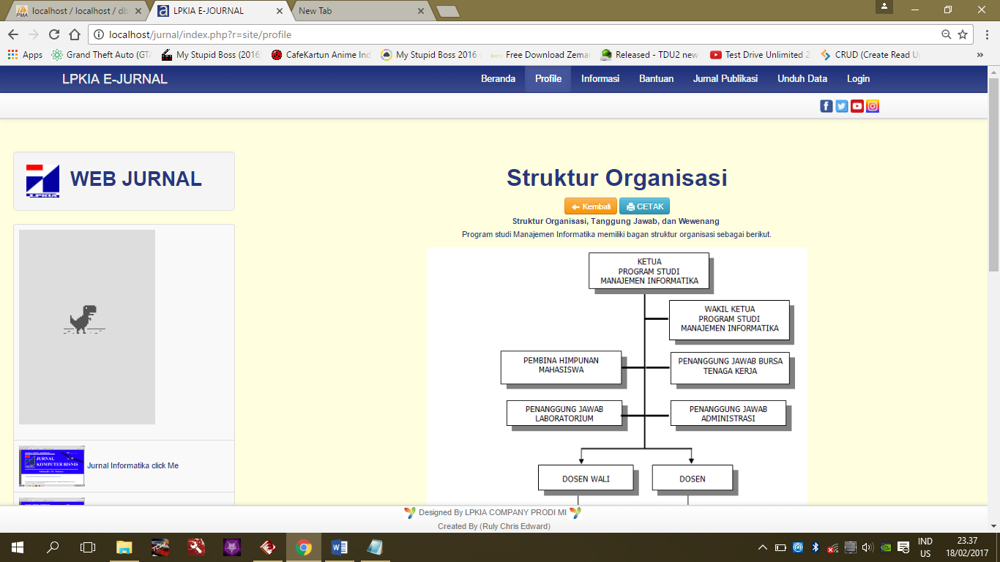 localhost / localhost / db
LPKIA E-JOURNAL
New Tab
localhost/jurnal/index.php?r=site/profile
Apps
Grand Theft Auto (GTA
My Stupid Boss (2016
CafeKartun Anime Ind
My Stupid Boss 2016
Free Download Zemax
Released - TDU2 new
Test Drive Unlimited 2
CRUD (Create Read U
LPKIA E-JURNAL
Beranda
Profile
Informasi
Bantuan
Jurnal Publikasi
Unduh Data
Login
LPKIA
WEB JURNAL
Struktur Organisasi
Kembali
CETAK
Struktur Organisasi, Tanggung Jawab, dan Wewenang
Program studi Manajemen Informatika memiliki bagan struktur organisasi sebagai berikut.
KETUA
PROGRAM STUDI
MANAJEMEN INFORMATIKA
WAKIL KETUA
PROGRAM STUDI
MANAJEMEN INFORMATIKA
PEMBINA HIMPUNAN
MAHASISWA
PENANGGUNG JAWAB BURSA
TENAGA KERJA
PENANGGUNG JAWAB
LABORATORIUM
PENANGGUNG JAWAB
ADMINISTRASI
DOSEN WALI
DOSEN
JURNAL
KOMPUTER BISNIS
Jurnal Informatika click Me
Designed By LPKIA COMPANY PRODI MI
Created By (Ruly Chris Edward)
IND
US
23.37
18/02/2017